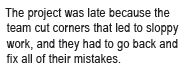 The project was late because the
team cut corners that led to sloppy
work, and they had to go back and
fix all of their mistakes.